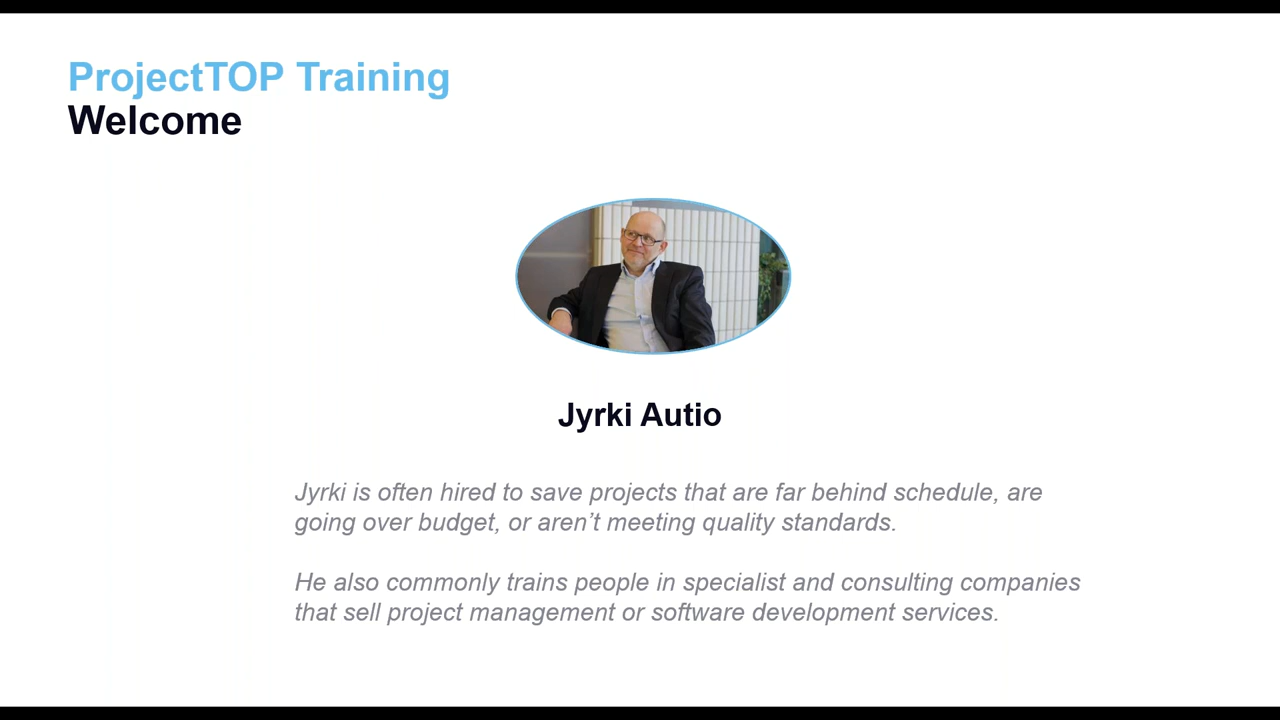 ProjectTOP Training
Welcome
Jyrki Autio
Jyrki is often hired to save projects that are far behind schedule, are
going over budget, or aren’t meeting quality standards.
He also commonly trains people in specialist and consulting companies
that sell project management or software development services.